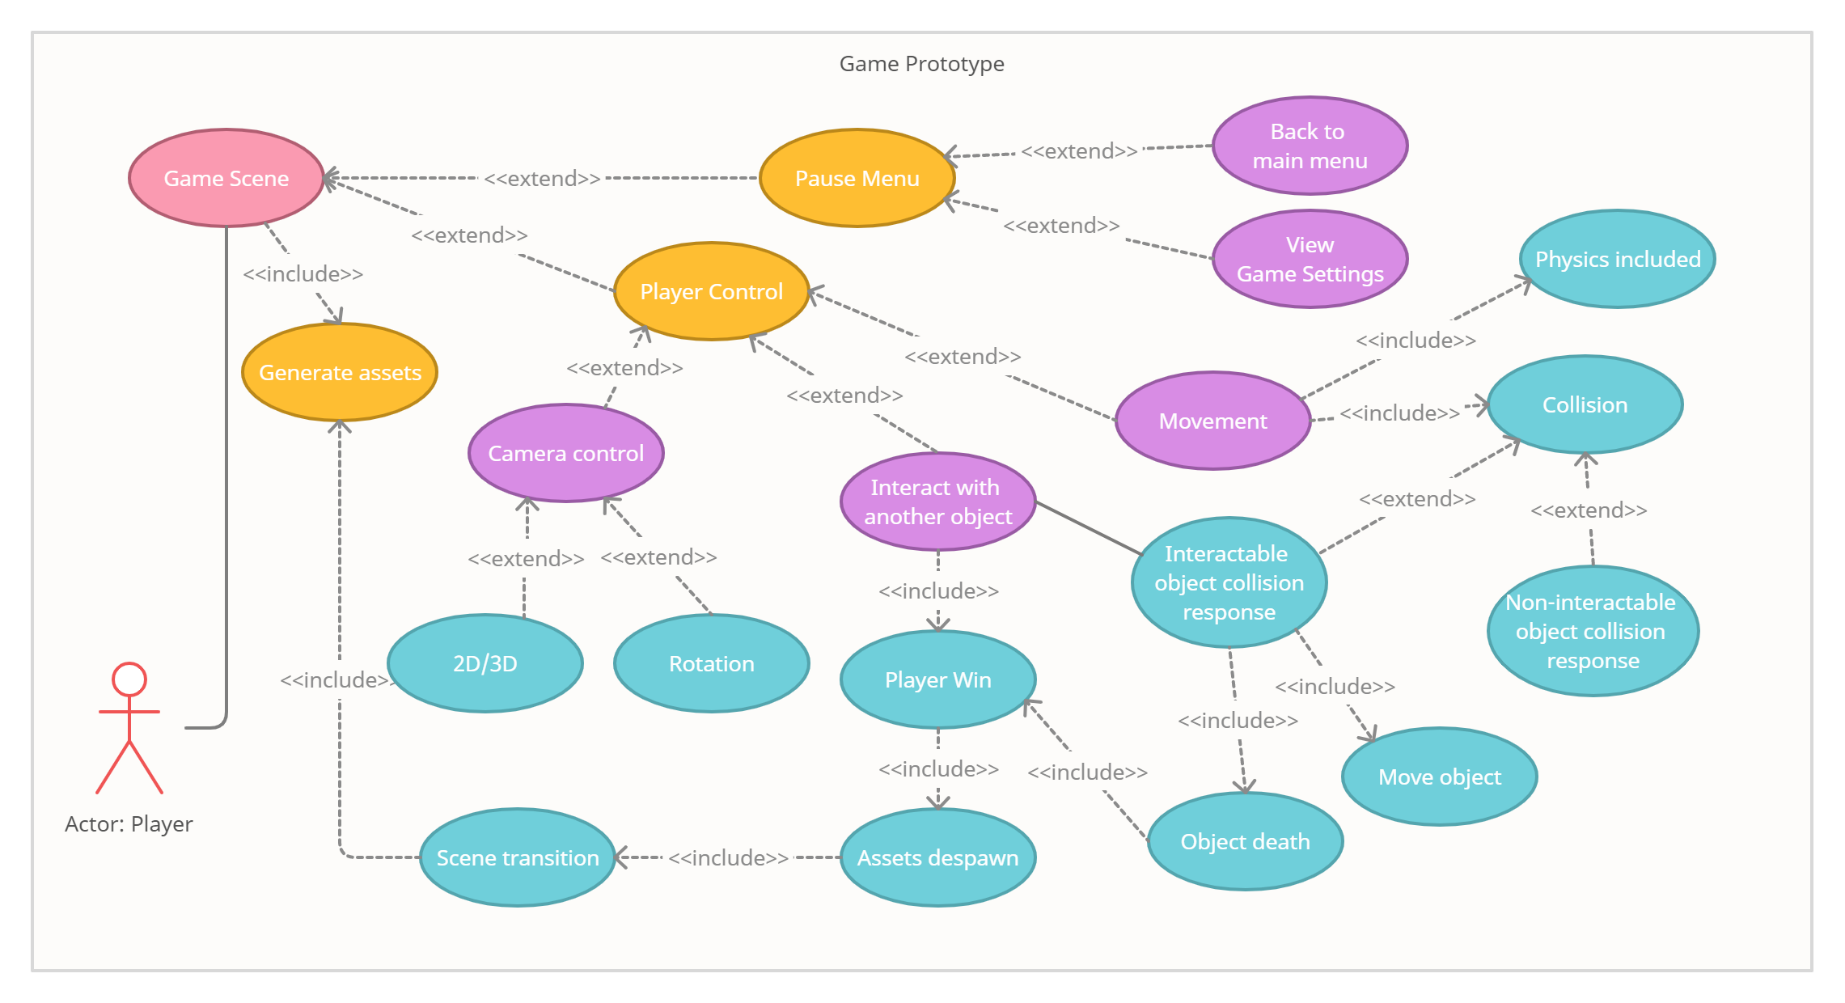 Game Prototype
Back to
main menu
<<extend>>
Game Scene
<<extend>>
Pause Menu
<<extend>>
<<extend>>
View
Game Settings
Physics included
<<include>>
Player Control
<<include>>
<<extend>>
<<extend>>
Generate assets
<<extend>>
Collision
<<include>>
Movement
Camera control
Interact with
another object
<<extend>>
<<extend>>
Interactable
object collision
response
<<extend>>
<<extend>>
<<include>>
Non-interactable
object collision
response
2D/3D
Rotation
<<include>
Player Win
<<include>>
<<include>>
<<include>>
<<include>>
Move object
Actor: Player
Object death
Scene transition
<<include>>
Assets despawn